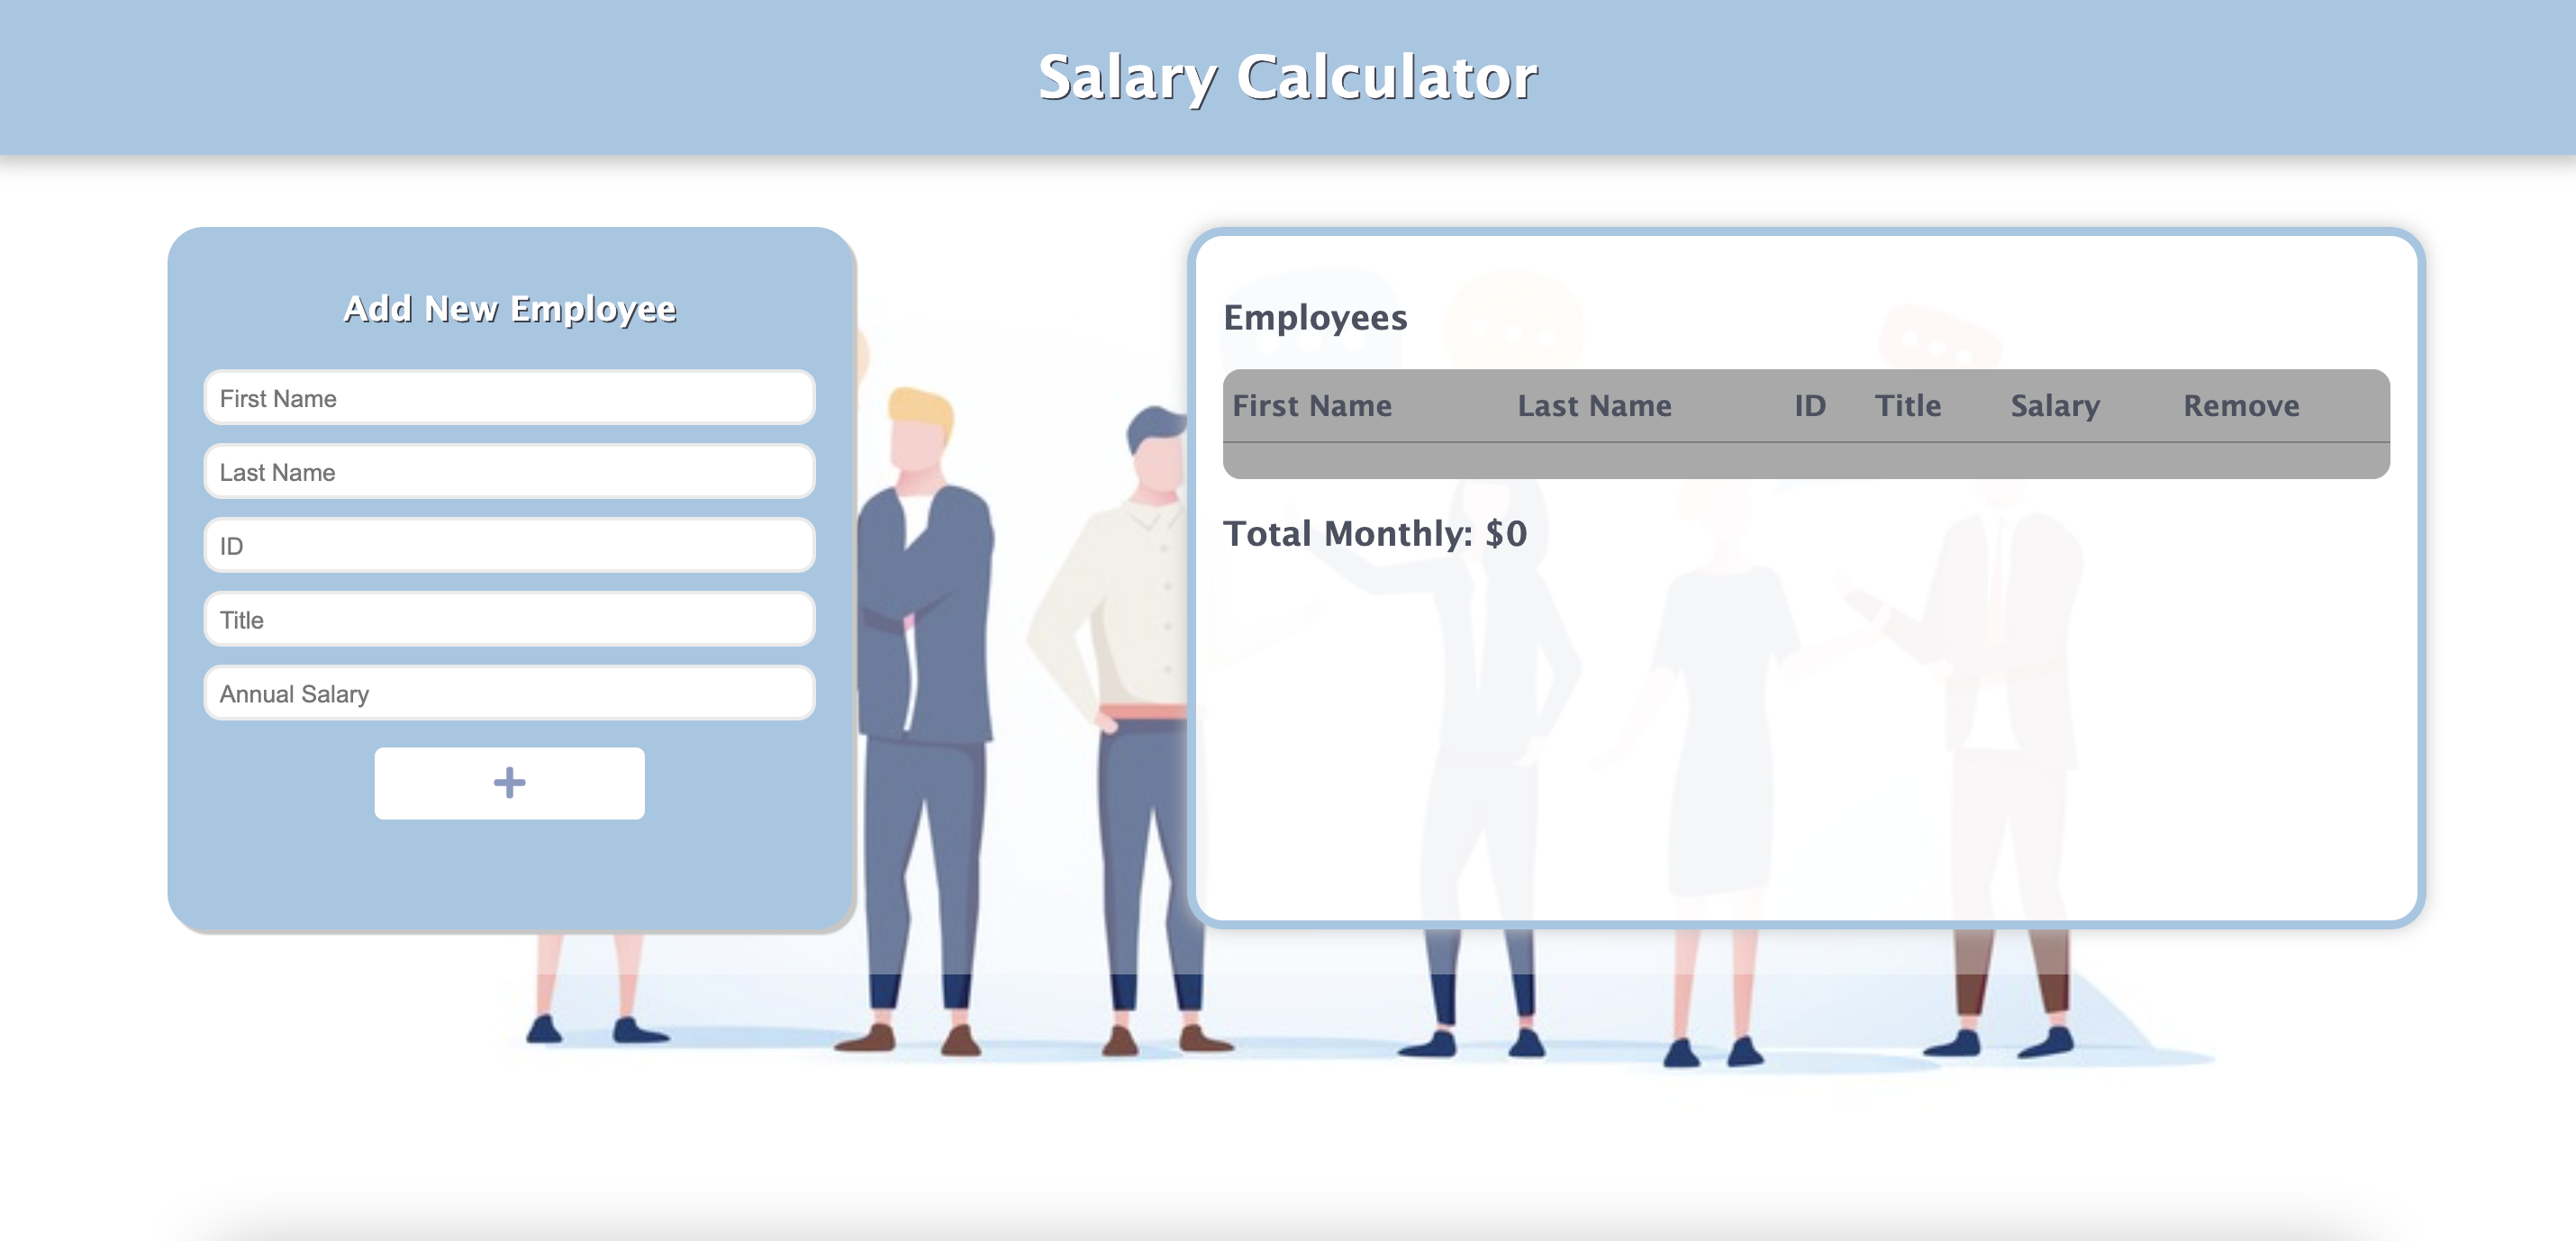 Salary Calculator
Add New Employee
First Name
Last Name
ID
Title
Annual Salary
+
Employees
First Name Last Name ID Title Salary Remove
Total Monthly: $0